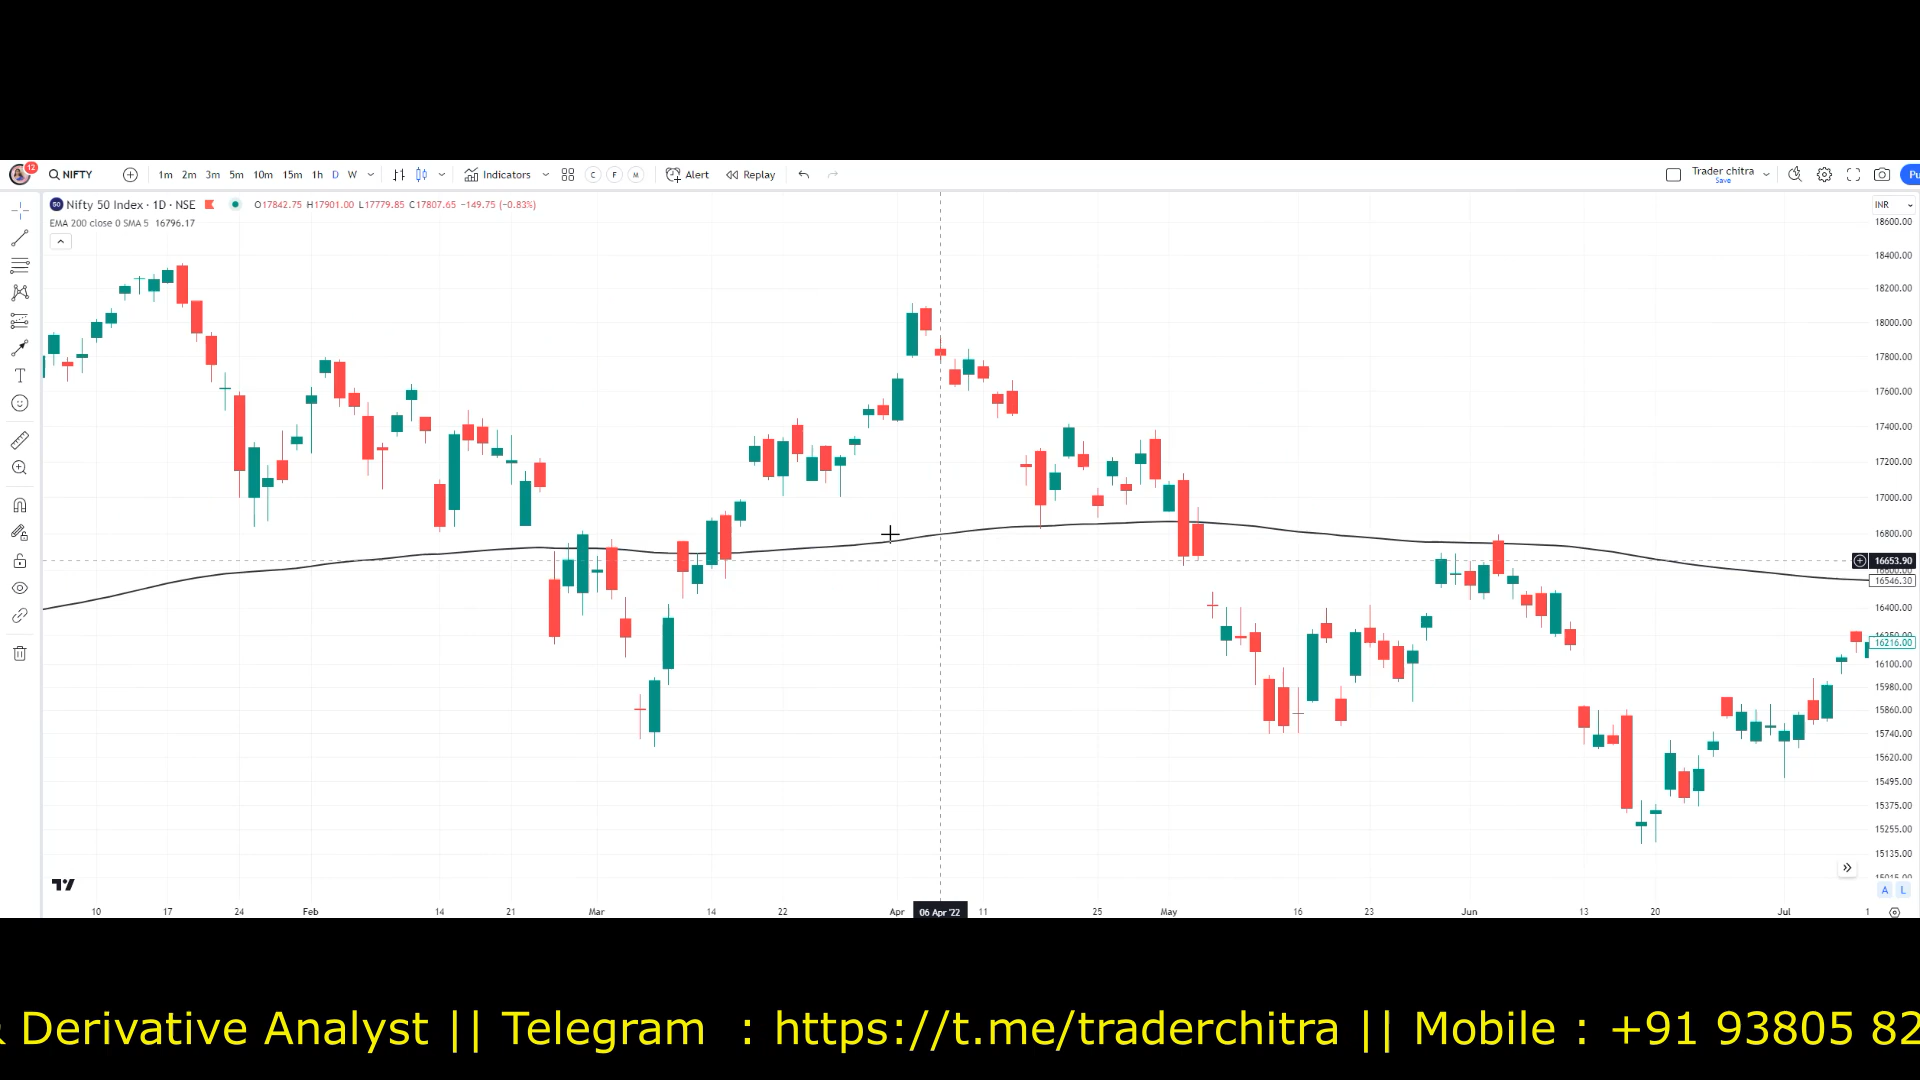 12
NIFTY
1m 2m 3m 5m 10m 15m 1h D W Indicators C F M Alert Replay
Trader chitra
Save
Pu
50 Nifty 50 Index · 1D · NSE O17842.75 H17901.00 L17779.85 C17807.65 −149.75 (−0.83%)
EMA 200 close 0 SMA 5 16796.17
INR
18600.00
18400.00
18200.00
18000.00
17800.00
17600.00
17400.00
17200.00
17000.00
16800.00
16653.90
16546.30
16400.00
16216.00
16100.00
15980.00
15860.00
15740.00
15620.00
15495.00
15375.00
15255.00
15135.00
A L
10 17 24 Feb 14 21 Mar 14 22 Apr 06 Apr '22 11 25 May 16 23 Jun 13 20 Jul 1
Derivative Analyst || Telegram : https://t.me/traderchitra || Mobile : +91 93805 82